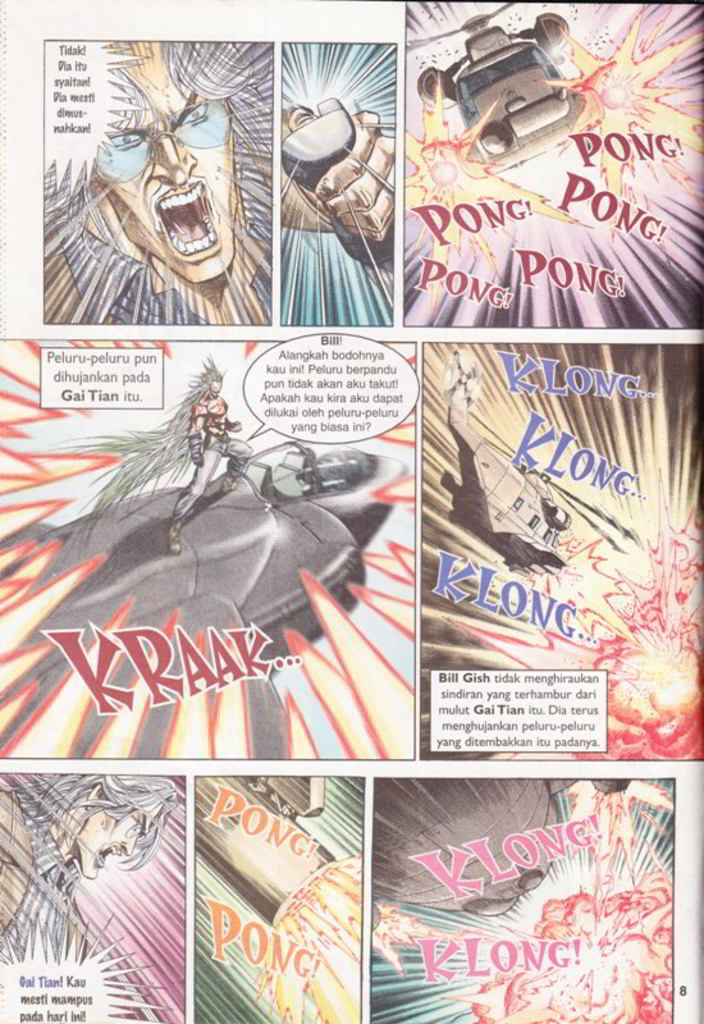 Tidak!
Dia itu
syaitan!
Dia mesti
dimus-
nahkan!
PONG!
PONG!
PONG!
PONG!
PONG!
Peluru-peluru pun
dihujankan pada
Gai Tian itu.
Bill!
Alangkah bodohnya
kau ini! Peluru berpandu
pun tidak akan aku takut!
Apakah kau kira aku dapat
dilukai oleh peluru-peluru
yang biasa ini?
KRAAK...
KLONG...
KLONG...
KLONG...
Bill Gish tidak menghiraukan
sindiran yang terhambur dari
mulut Gai Tian itu. Dia terus
menghujankan peluru-peluru
yang ditembakkan itu padanya.
Gai Tian! Kau
mesti mampus
pada hari ini!
PONG!
PONG!
KLONG!
KLONG!
8